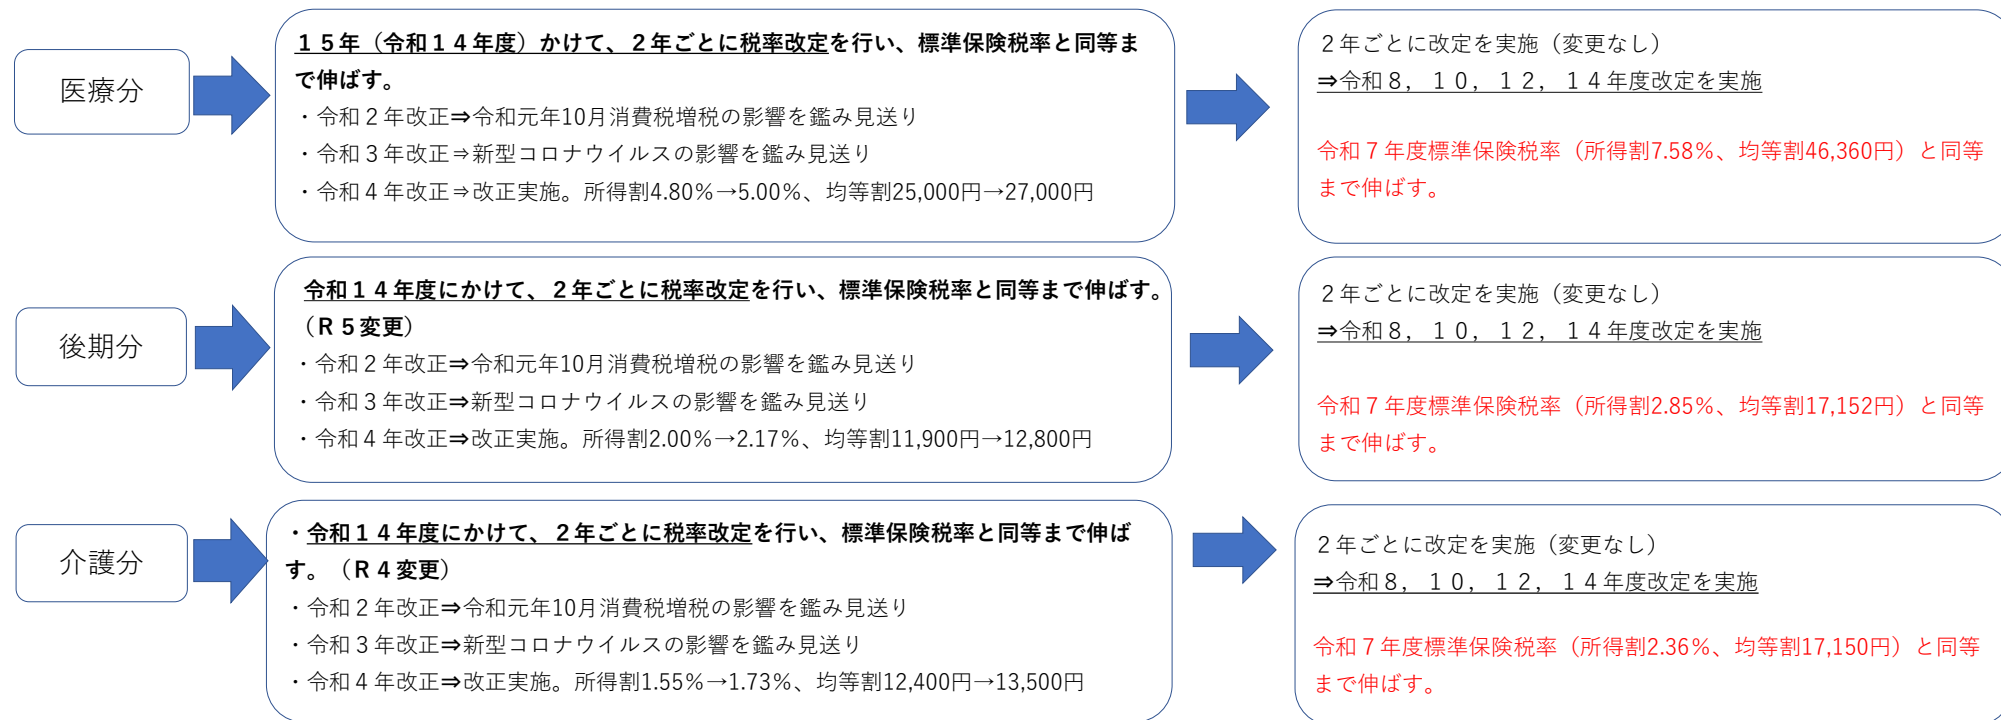 医療分
１５年（令和１４年度）かけて、２年ごとに税率改定を行い、標準保険税率と同等ま
で伸ばす。
・令和２年改正⇒令和元年10月消費税増税の影響を鑑み見送り
・令和３年改正⇒新型コロナウイルスの影響を鑑み見送り
・令和４年改正⇒改正実施。所得割4.80%→5.00%、均等割25,000円→27,000円
２年ごとに改定を実施（変更なし）
⇒令和８，１０，１２，１４年度改定を実施
令和７年度標準保険税率（所得割7.58%、均等割46,360円）と同等
まで伸ばす。
後期分
令和１４年度にかけて、２年ごとに税率改定を行い、標準保険税率と同等まで伸ばす。
（Ｒ５変更）
・令和２年改正⇒令和元年10月消費税増税の影響を鑑み見送り
・令和３年改正⇒新型コロナウイルスの影響を鑑み見送り
・令和４年改正⇒改正実施。所得割2.00%→2.17%、均等割11,900円→12,800円
２年ごとに改定を実施（変更なし）
⇒令和８，１０，１２，１４年度改定を実施
令和７年度標準保険税率（所得割2.85%、均等割17,152円）と同等
まで伸ばす。
介護分
・令和１４年度にかけて、２年ごとに税率改定を行い、標準保険税率と同等まで伸ば
す。（Ｒ４変更）
・令和２年改正⇒令和元年10月消費税増税の影響を鑑み見送り
・令和３年改正⇒新型コロナウイルスの影響を鑑み見送り
・令和４年改正⇒改正実施。所得割1.55%→1.73%、均等割12,400円→13,500円
２年ごとに改定を実施（変更なし）
⇒令和８，１０，１２，１４年度改定を実施
令和７年度標準保険税率（所得割2.36%、均等割17,150円）と同等
まで伸ばす。